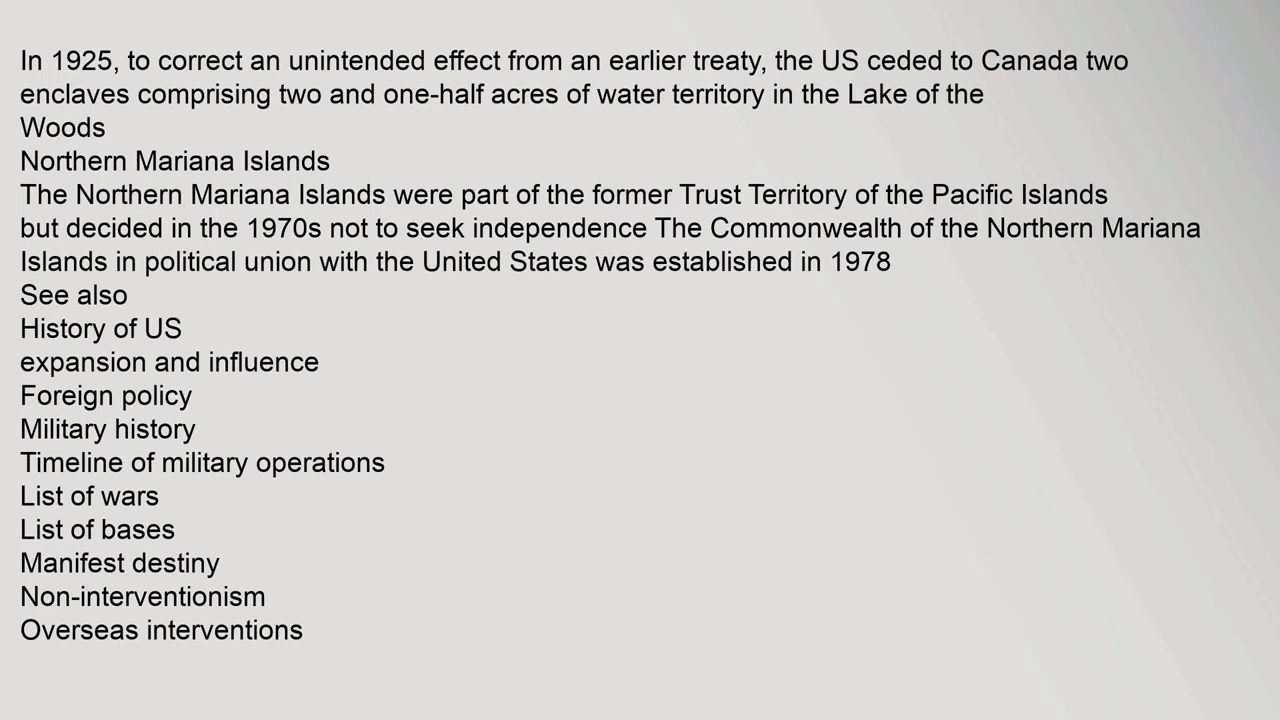 In 1925, to correct an unintended effect from an earlier treaty, the US ceded to Canada two
enclaves comprising two and one-half acres of water territory in the Lake of the
Woods
Northern Mariana Islands
The Northern Mariana Islands were part of the former Trust Territory of the Pacific Islands
but decided in the 1970s not to seek independence The Commonwealth of the Northern Mariana
Islands in political union with the United States was established in 1978
See also
History of US
expansion and influence
Foreign policy
Military history
Timeline of military operations
List of wars
List of bases
Manifest destiny
Non-interventionism
Overseas interventions